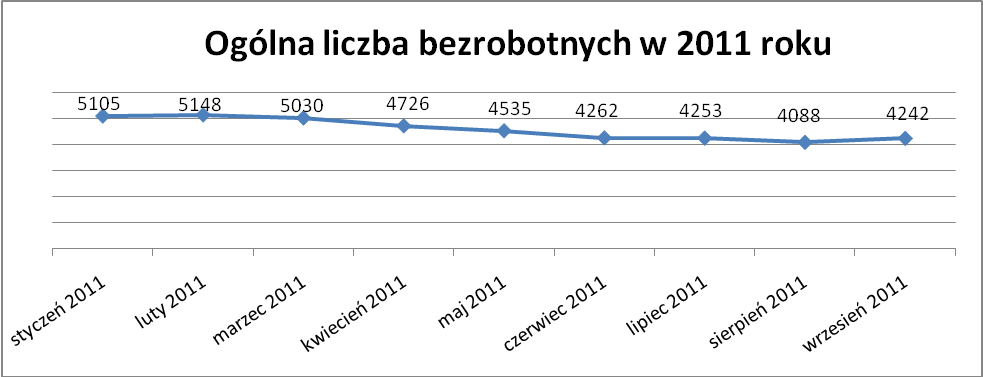 Ogólna liczba bezrobotnych w 2011 roku
5105 5148 5030 4726 4535 4262 4253 4088 4242
styczeń 2011
luty 2011
marzec 2011
kwiecień 2011
maj 2011
czerwiec 2011
lipiec 2011
sierpień 2011
wrzesień 2011